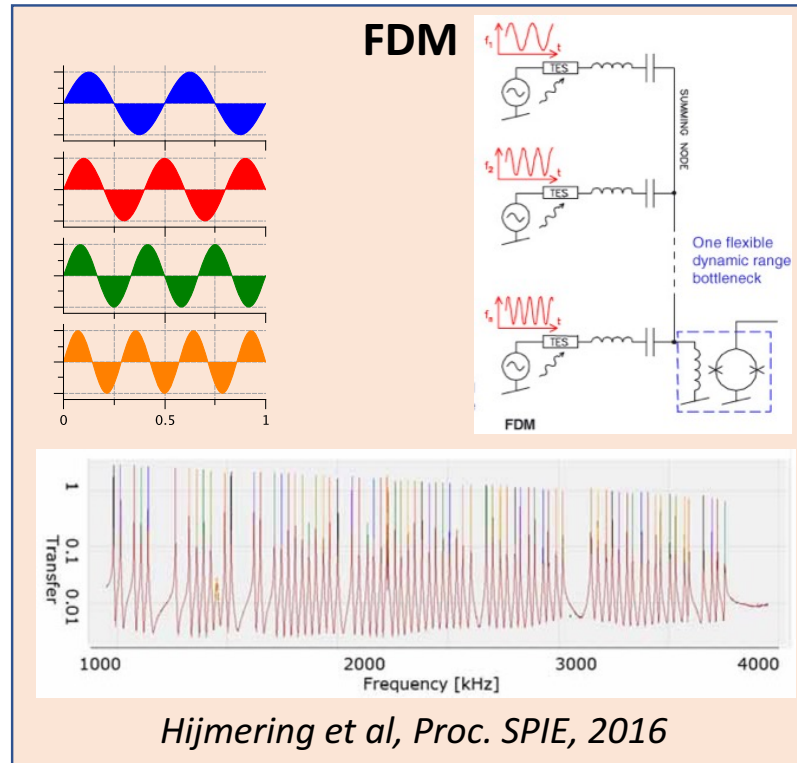 FDM
0
0.5
1
f₁
t
TES
SUMMING NODE
f₂
t
TES
One flexible
dynamic range
bottleneck
fₙ
t
TES
FDM
Transfer
1
0.1
0.01
1000
2000
3000
4000
Frequency [kHz]
Hijmering et al, Proc. SPIE, 2016